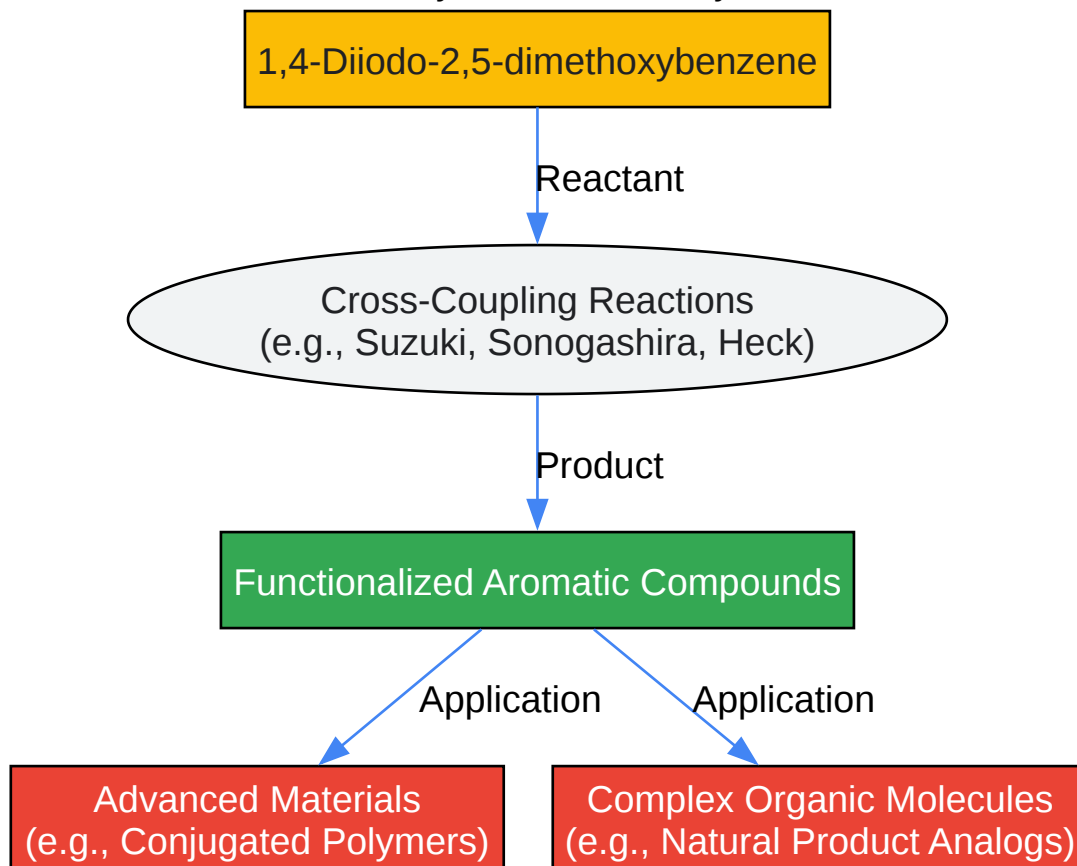 1,4-Diiodo-2,5-dimethoxybenzene
Reactant
Cross-Coupling Reactions
(e.g., Suzuki, Sonogashira, Heck)
Product
Functionalized Aromatic Compounds
Application
Application
Advanced Materials
(e.g., Conjugated Polymers)
Complex Organic Molecules
(e.g., Natural Product Analogs)